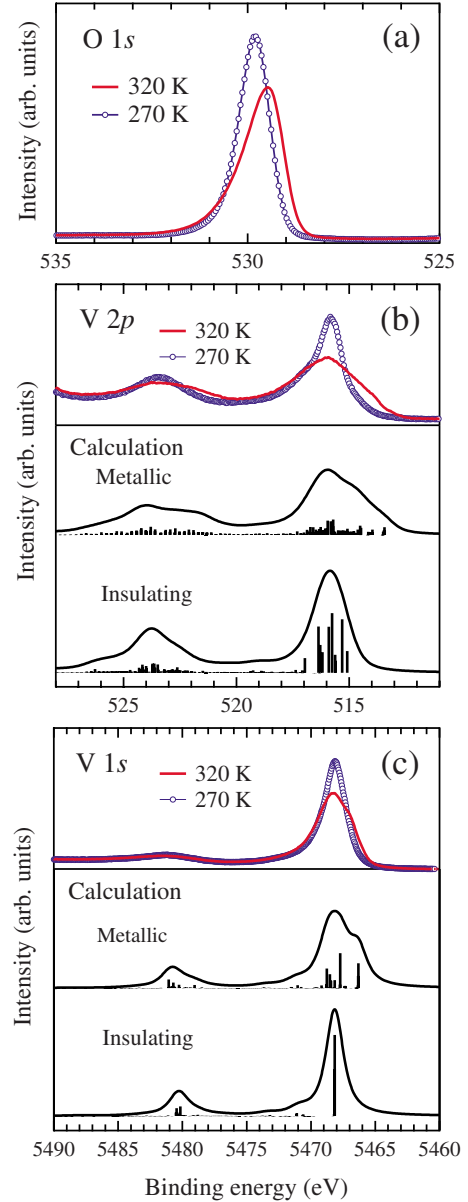 O 1s
(a)
320 K
270 K
Intensity (arb. units)
535 530 525
V 2p
(b)
320 K
270 K
Calculation
Metallic
Insulating
Intensity (arb. units)
525 520 515
V 1s
(c)
320 K
270 K
Calculation
Metallic
Insulating
Intensity (arb. units)
5490 5485 5480 5475 5470 5465 5460
Binding energy (eV)